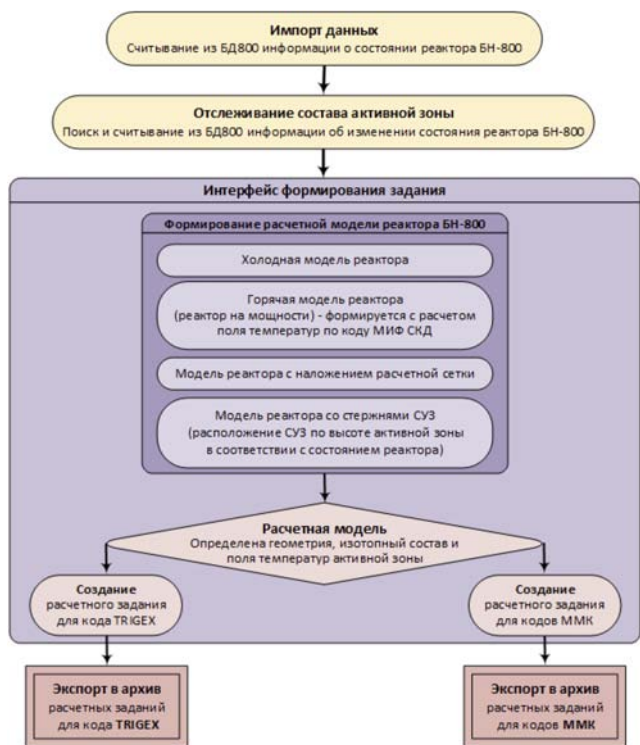 Импорт данных
Считывание из БД800 информации о состоянии реактора БН-800
Отслеживание состава активной зоны
Поиск и считывание из БД800 информации об изменении состояния реактора БН-800
Интерфейс формирования задания
Формирование расчетной модели реактора БН-800
Холодная модель реактора
Горячая модель реактора
(реактор на мощности) - формируется с расчетом
поля температур по коду МИФ СКД
Модель реактора с наложением расчетной сетки
Модель реактора со стержнями СУЗ
(расположение СУЗ по высоте активной зоны
в соответствии с состоянием реактора)
Расчетная модель
Определена геометрия, изотопный состав и
поля температур активной зоны
Создание
расчетного задания
для кода TRIGEX
Создание
расчетного задания
для кодов ММК
Экспорт в архив
расчетных заданий
для кода TRIGEX
Экспорт в архив
расчетных заданий
для кодов ММК